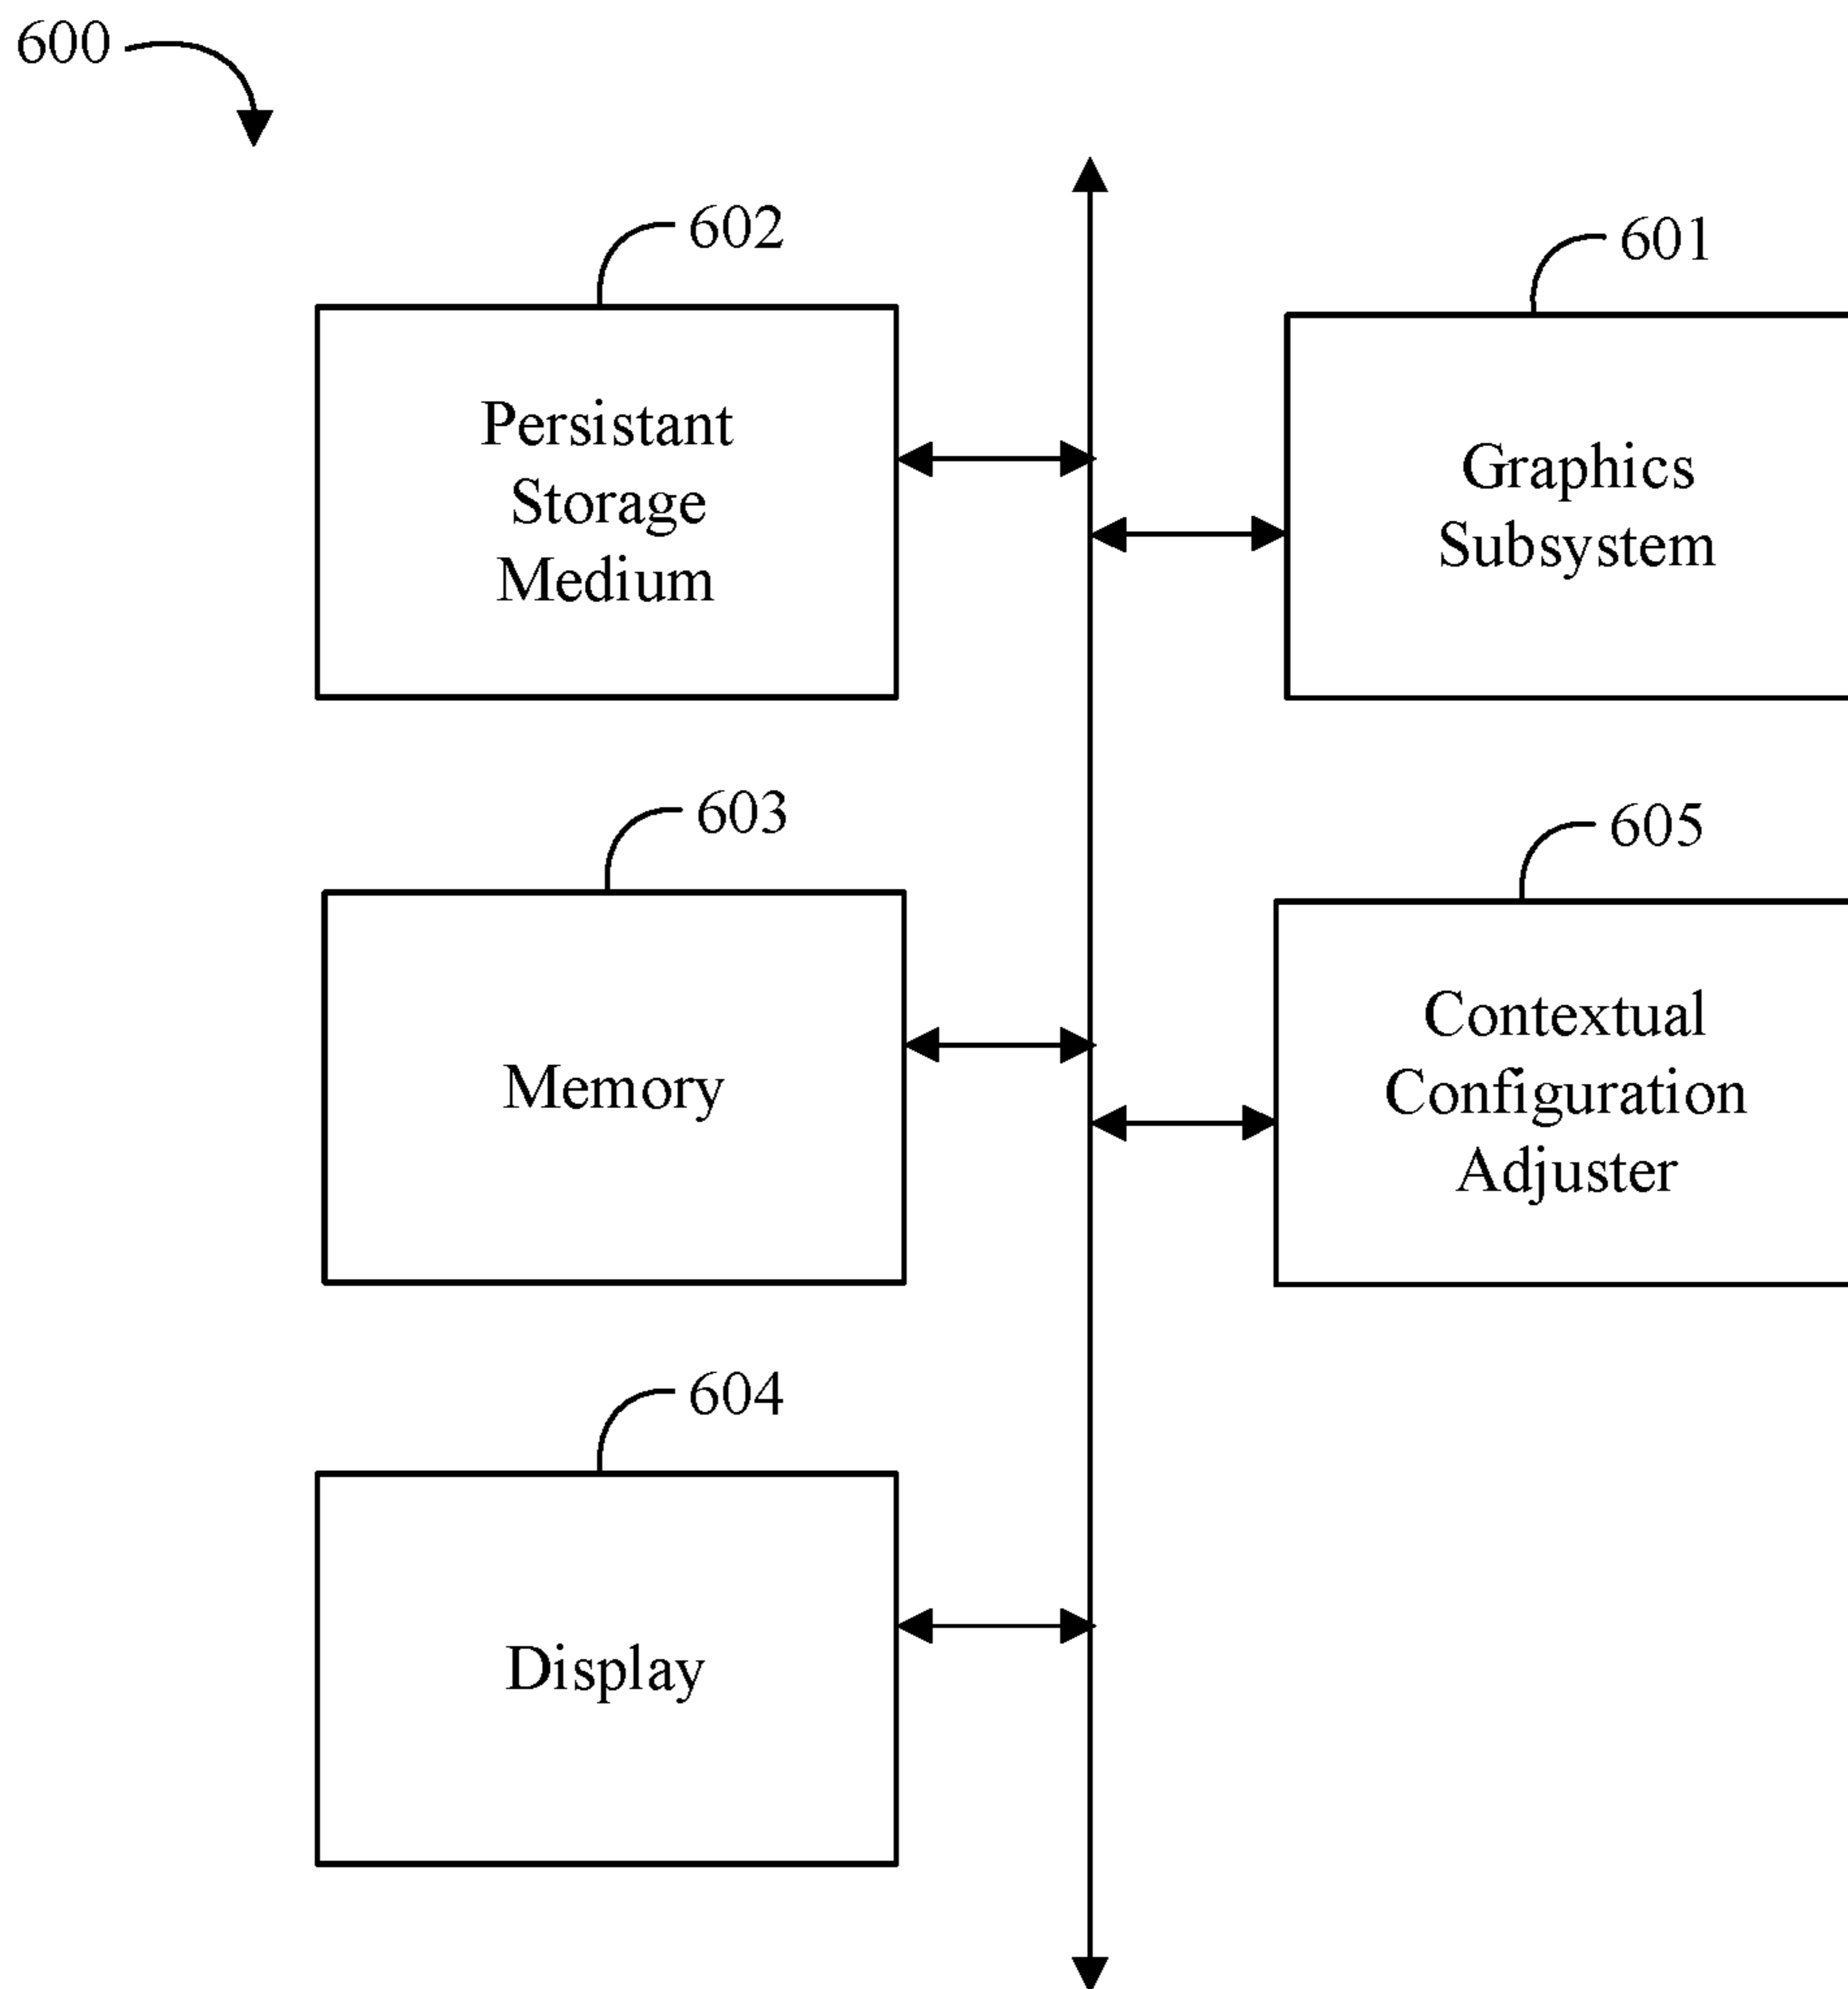 600
602
601
Persistant
Storage
Medium
Graphics
Subsystem
603
605
Memory
Contextual
Configuration
Adjuster
604
Display